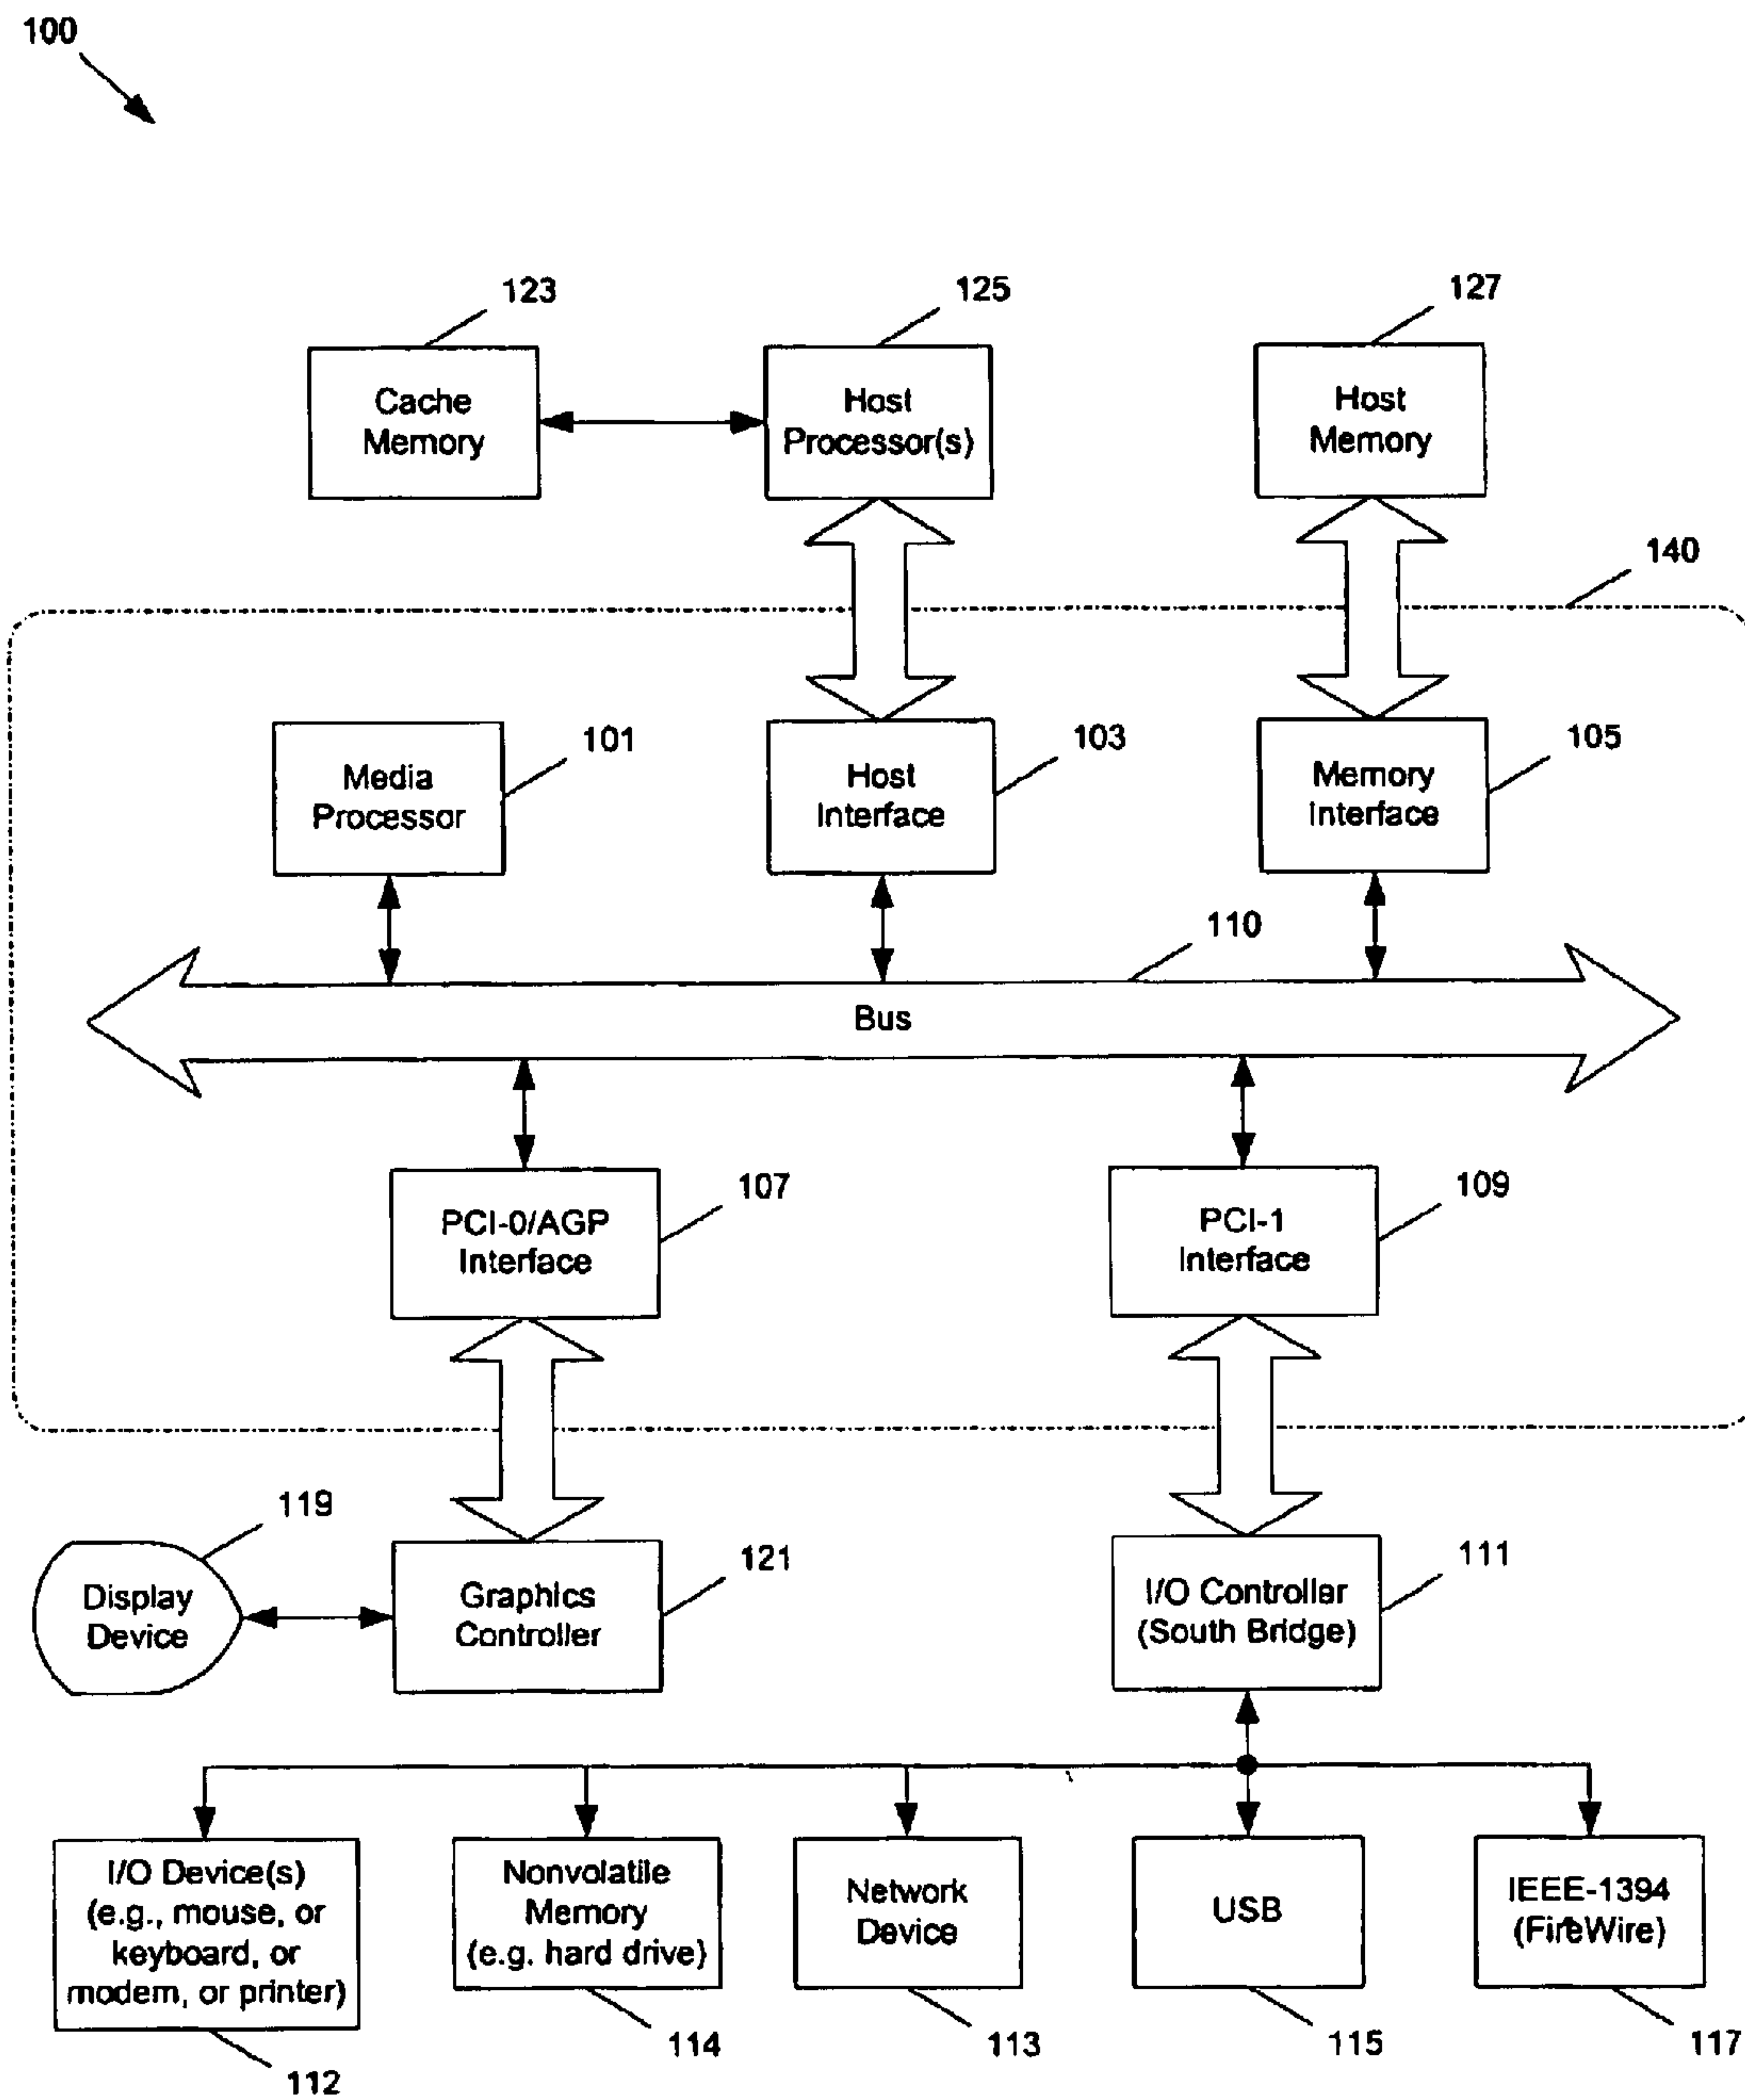 100
123
125
127
Cache
Memory
Host
Processor(s)
Host
Memory
140
101
103
105
Media
Processor
Host
Interface
Memory
Interface
110
Bus
107
109
PCI-0/AGP
Interface
PCI-1
Interface
119
121
111
Display
Device
Graphics
Controller
I/O Controller
(South Bridge)
I/O Device(s)
(e.g., mouse, or
keyboard, or
modem, or printer)
Nonvolatile
Memory
(e.g. hard drive)
Network
Device
USB
IEEE-1394
(FireWire)
112
114
113
115
117